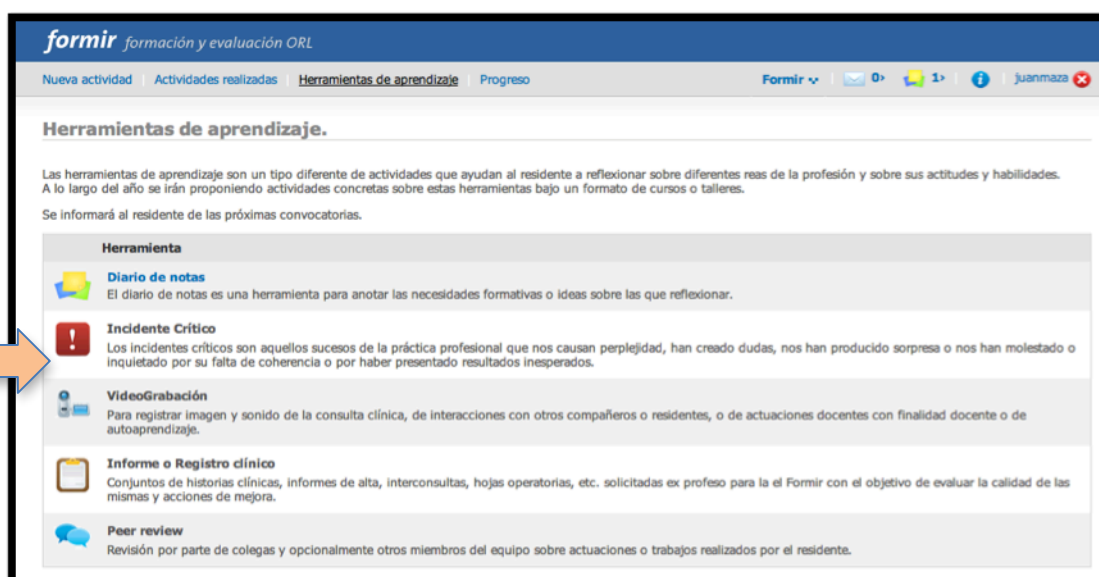 formir formación y evaluación ORL
Nueva actividad Actividades realizadas Herramientas de aprendizaje Progreso Formir 0 1 juanmaza
Herramientas de aprendizaje.
Las herramientas de aprendizaje son un tipo diferente de actividades que ayudan al residente a reflexionar sobre diferentes reas de la profesión y sobre sus actitudes y habilidades.
A lo largo del año se irán proponiendo actividades concretas sobre estas herramientas bajo un formato de cursos o talleres.
Se informará al residente de las próximas convocatorias.
Herramienta
Diario de notas
El diario de notas es una herramienta para anotar las necesidades formativas o ideas sobre las que reflexionar.
Incidente Crítico
Los incidentes críticos son aquellos sucesos de la práctica profesional que nos causan perplejidad, han creado dudas, nos han producido sorpresa o nos han molestado o
inquietado por su falta de coherencia o por haber presentado resultados inesperados.
VideoGrabación
Para registrar imagen y sonido de la consulta clínica, de interacciones con otros compañeros o residentes, o de actuaciones docentes con finalidad docente o de
autoaprendizaje.
Informe o Registro clínico
Conjuntos de historias clínicas, informes de alta, interconsultas, hojas operatorias, etc. solicitadas ex profeso para la el Formir con el objetivo de evaluar la calidad de las
mismas y acciones de mejora.
Peer review
Revisión por parte de colegas y opcionalmente otros miembros del equipo sobre actuaciones o trabajos realizados por el residente.